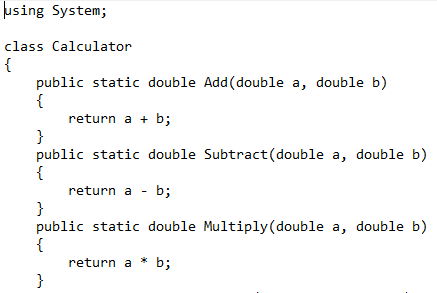 using System;

class Calculator
{
    public static double Add(double a, double b)
    {
        return a + b;
    }
    public static double Subtract(double a, double b)
    {
        return a - b;
    }
    public static double Multiply(double a, double b)
    {
        return a * b;
    }